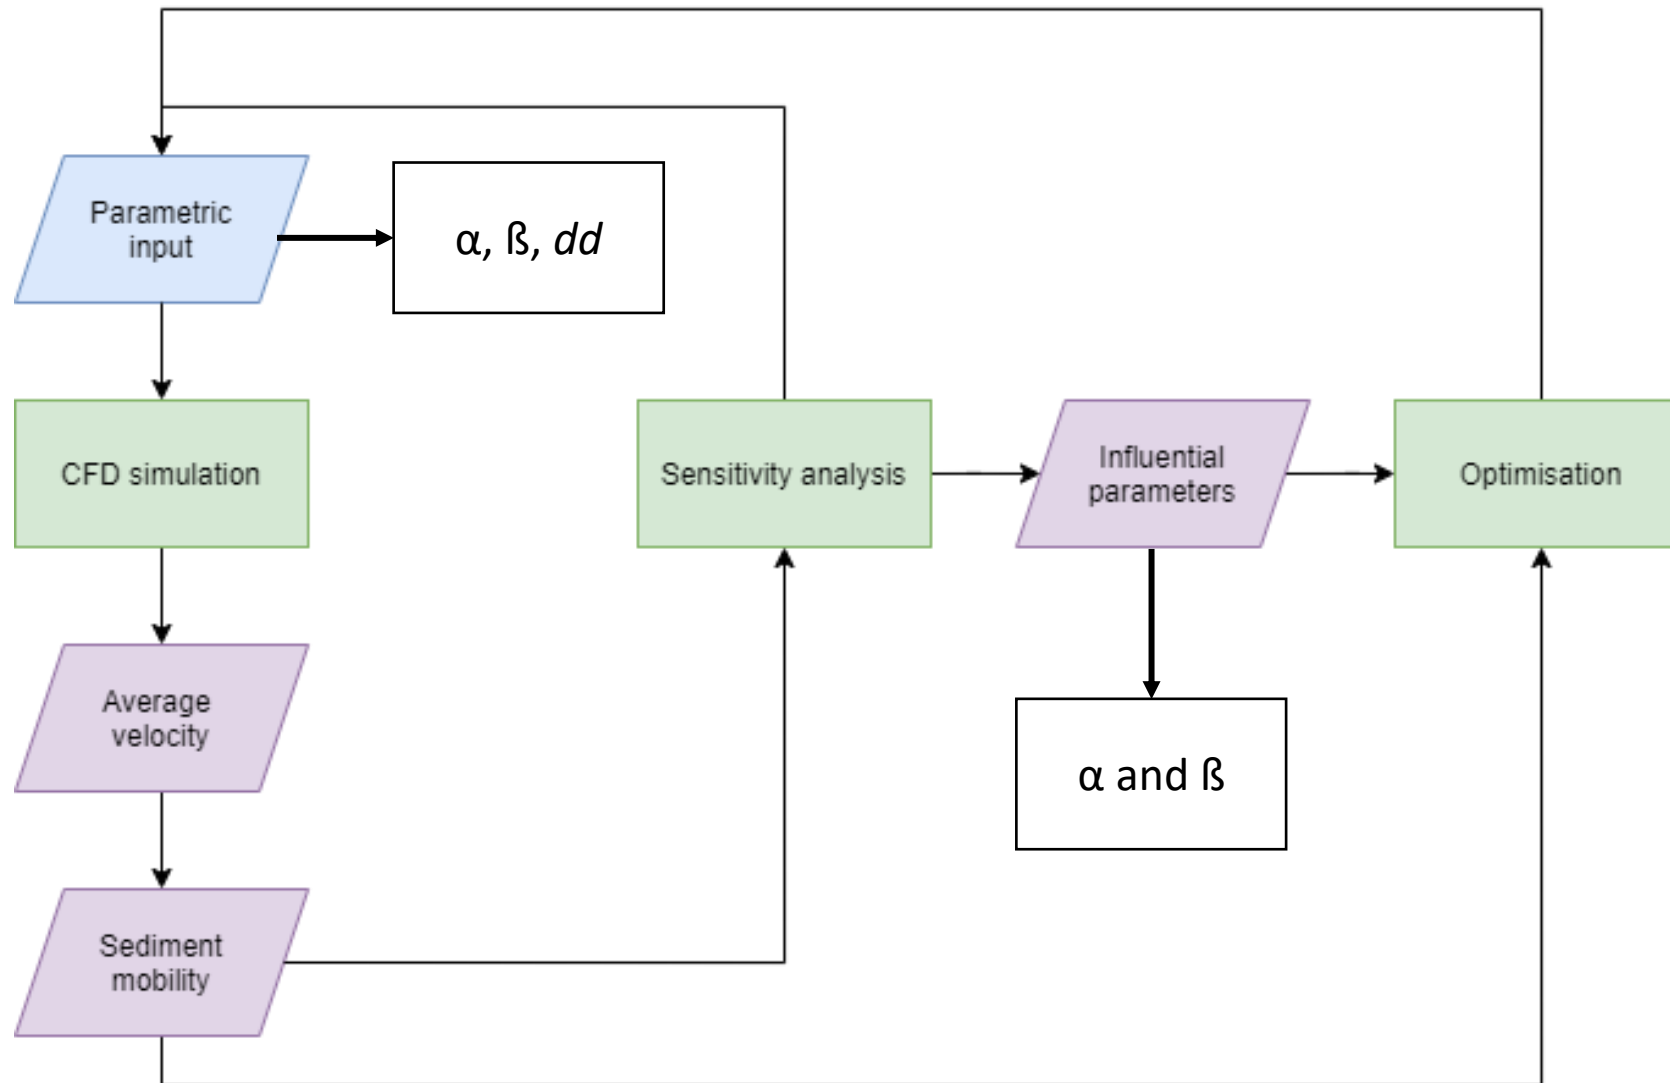 Parametric
input
α, ß, dd
CFD simulation
Sensitivity analysis
Influential
parameters
Optimisation
Average
velocity
α and ß
Sediment
mobility